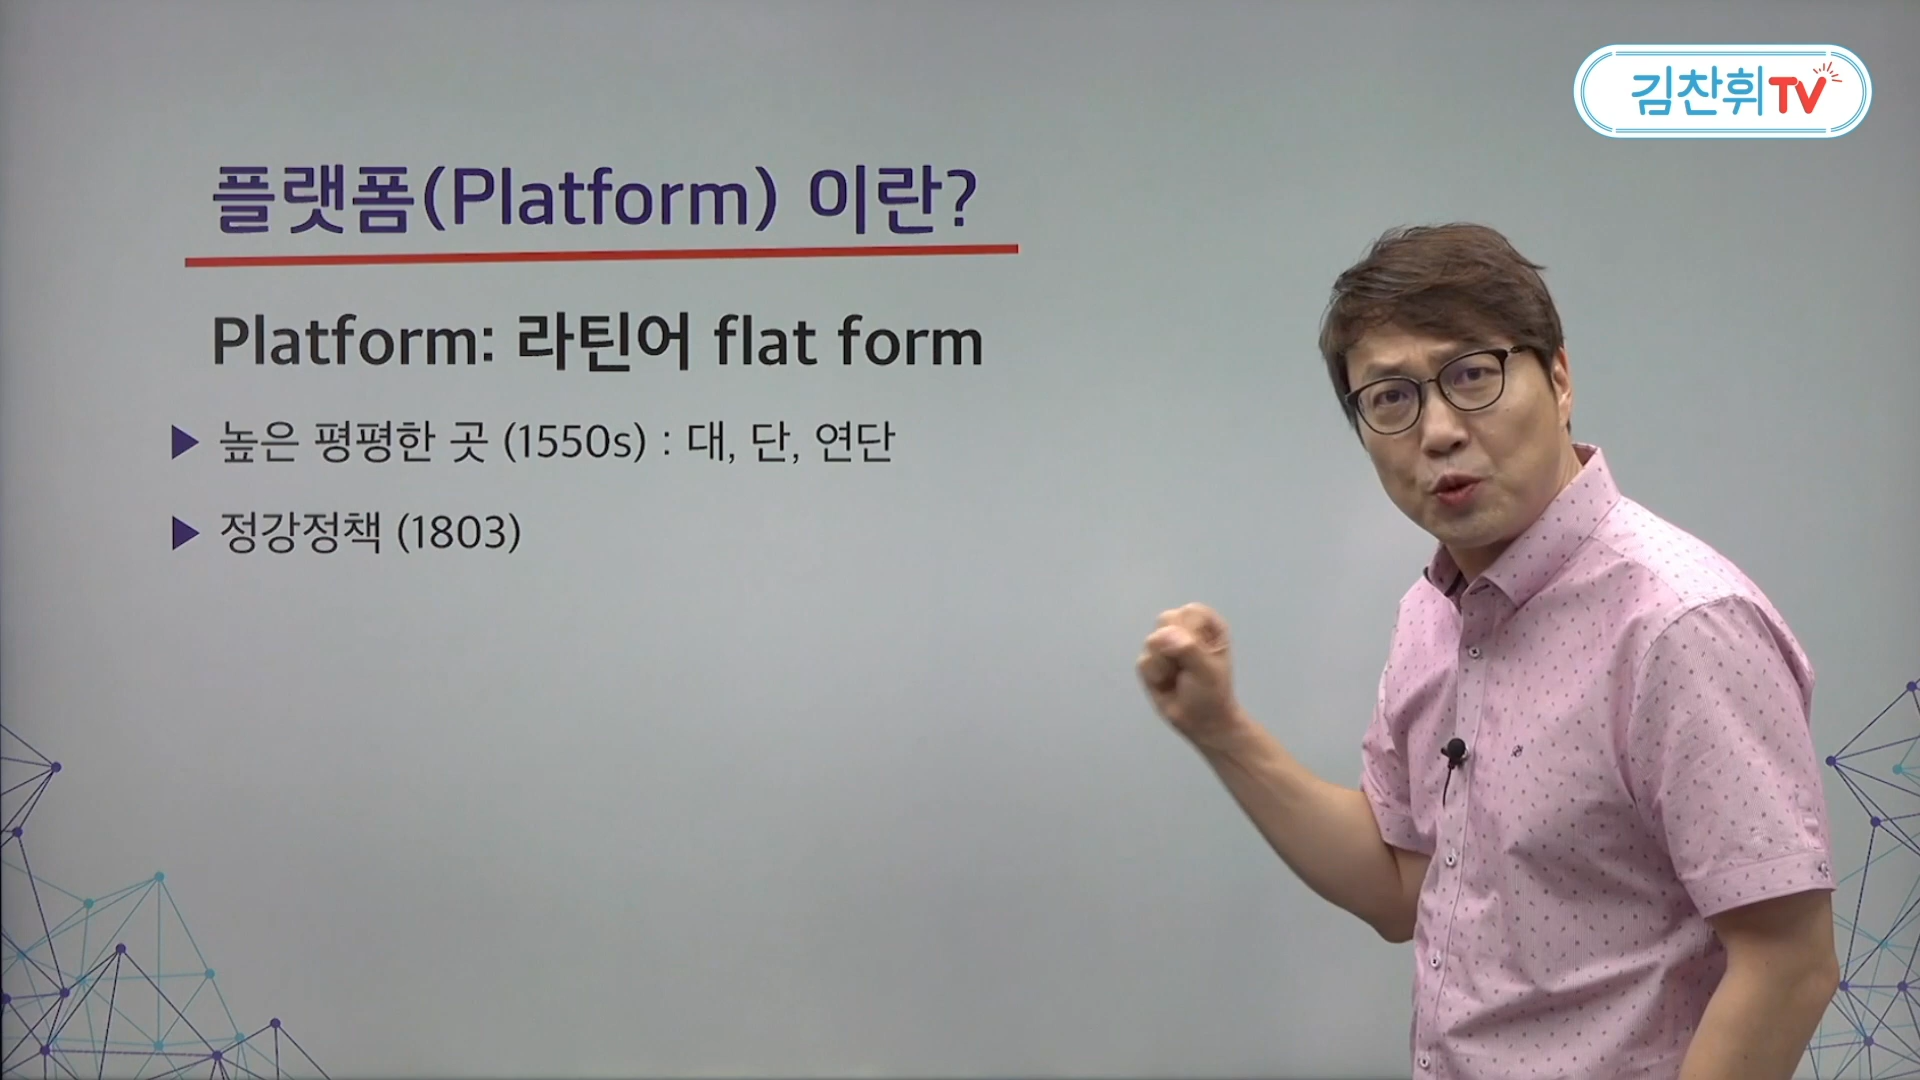 김찬휘TV
플랫폼(Platform) 이란?
Platform: 라틴어 flat form
▶ 높은 평평한 곳 (1550s) : 대, 단, 연단
▶ 정강정책 (1803)